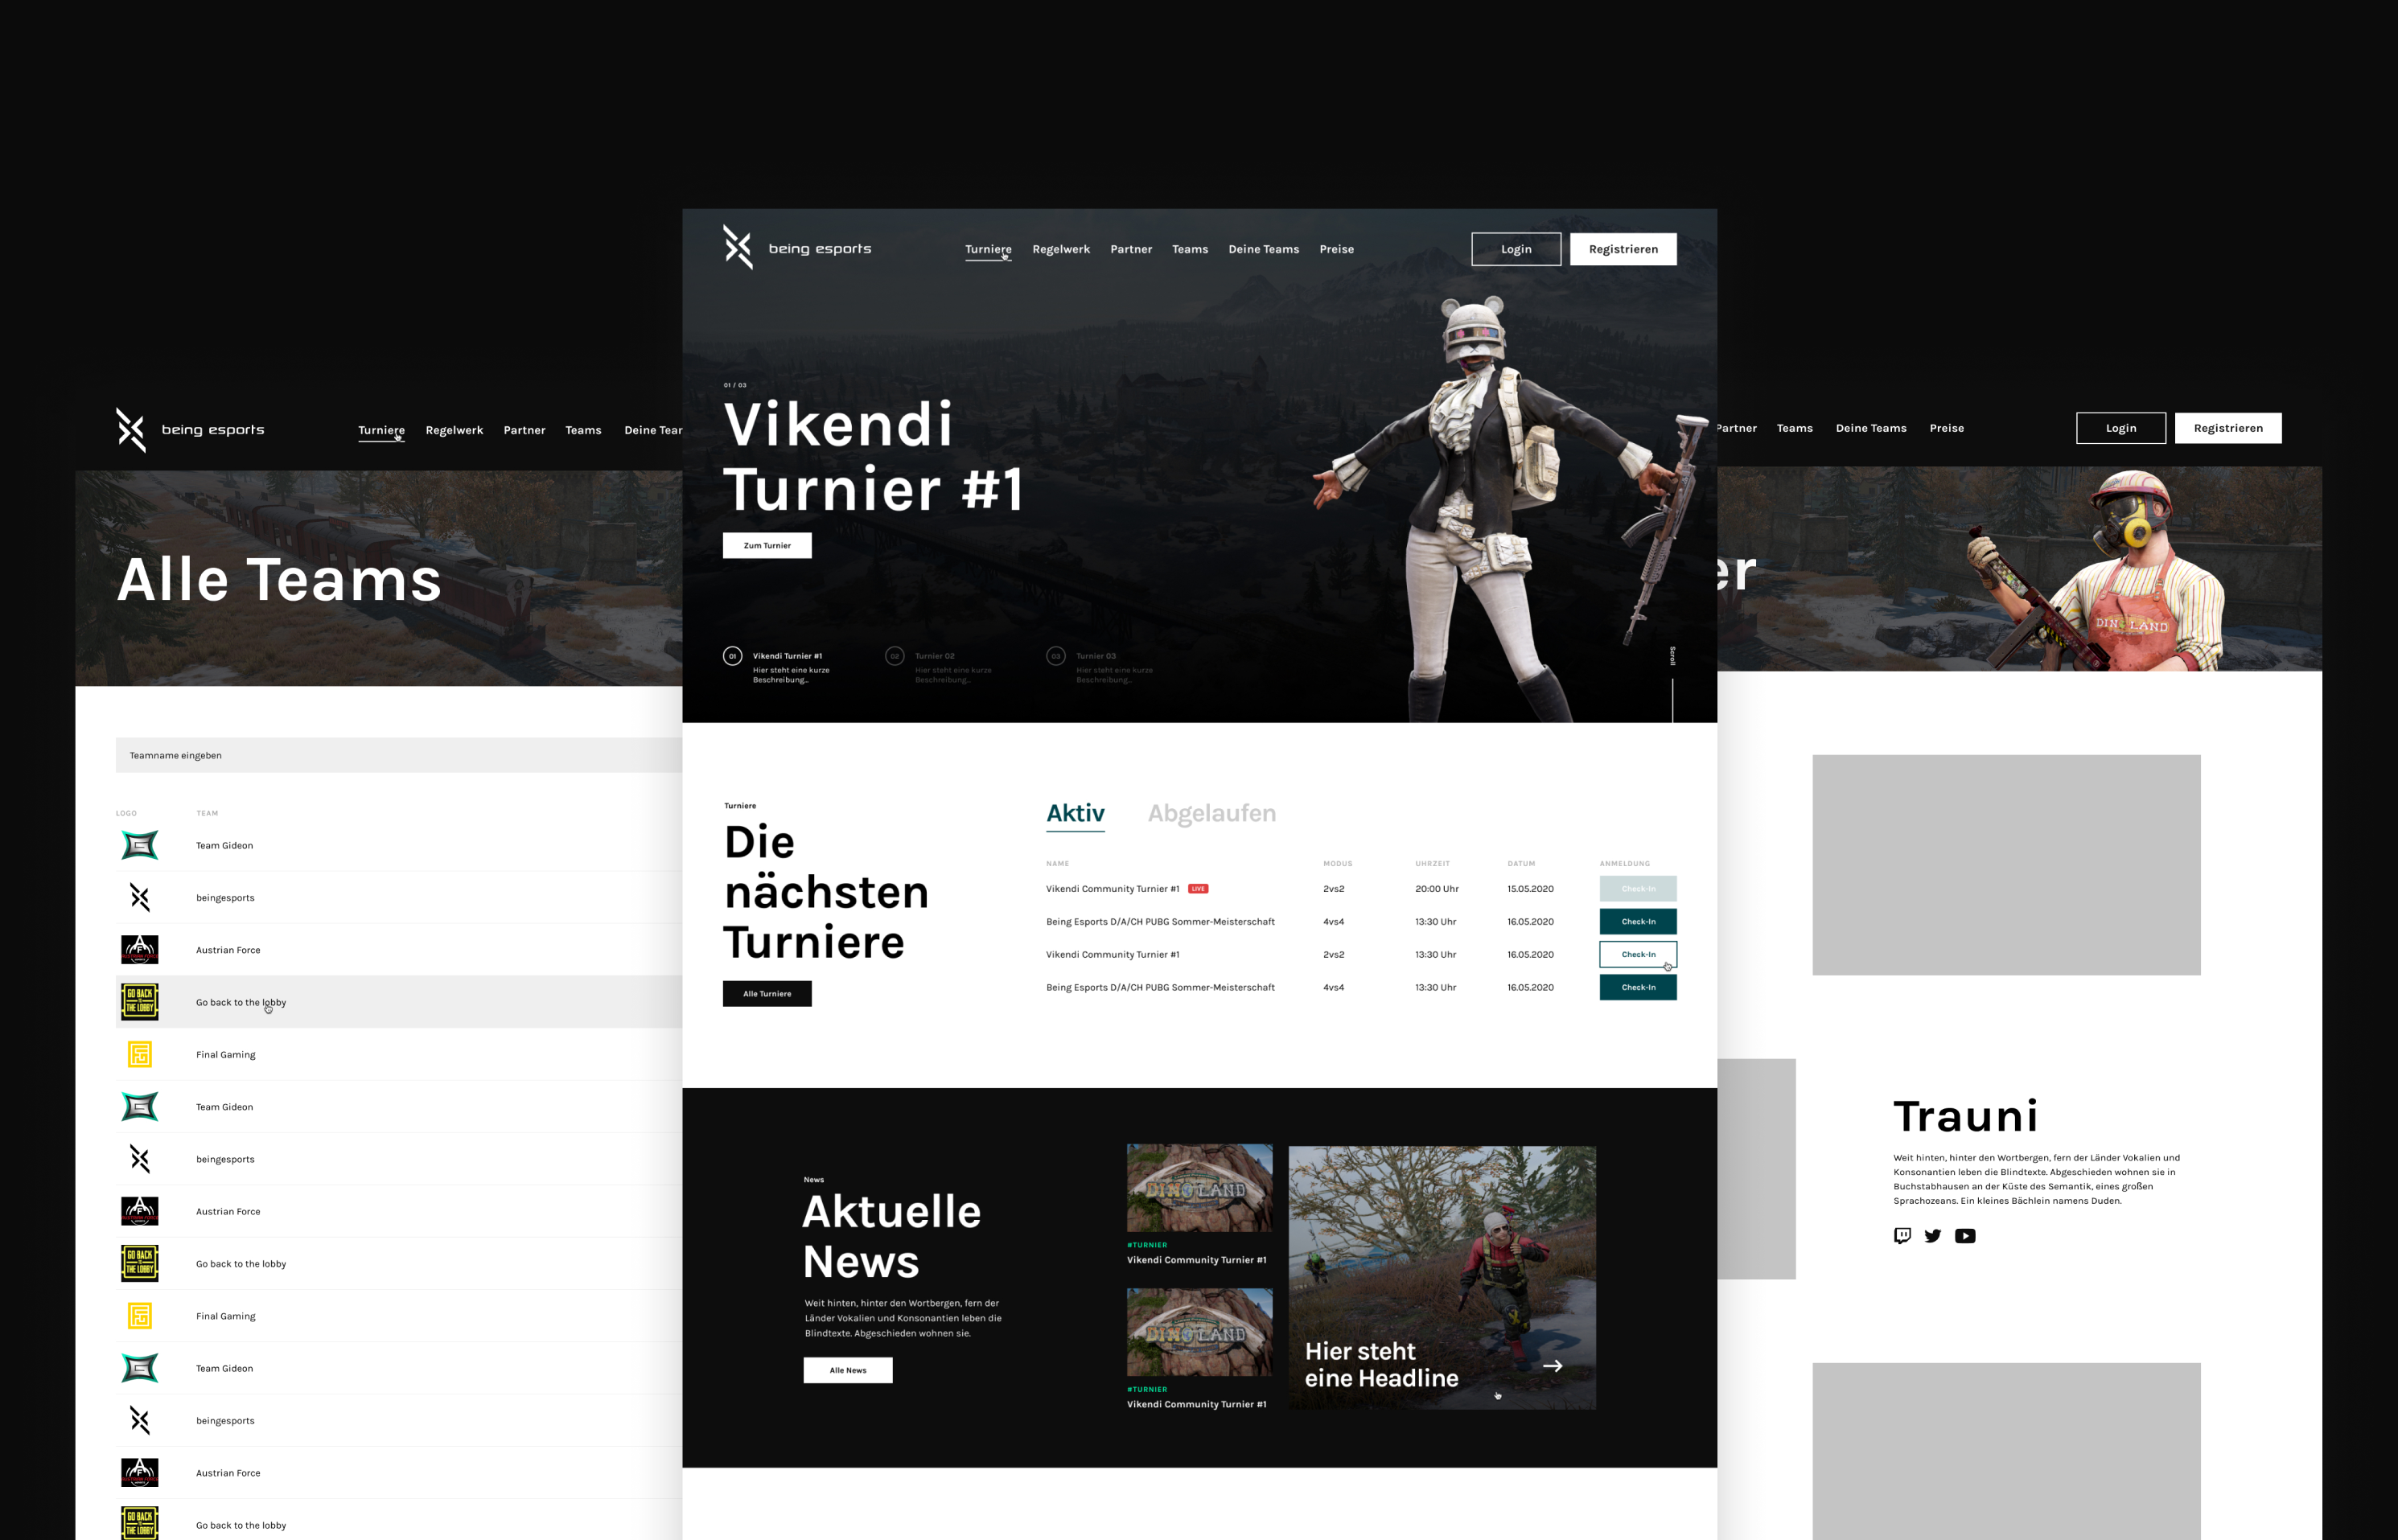 being esports
Turniere Regelwerk Partner Teams Deine Teams Preise
Login Registrieren
01 / 03
Vikendi
Turnier #1
Zum Turnier
01 Vikendi Turnier #1
Hier steht eine kurze
Beschreibung...
02 Turnier 02
Hier steht eine kurze
Beschreibung...
03 Turnier 03
Hier steht eine kurze
Beschreibung...
Scroll
Turniere
Die
nächsten
Turniere
Alle Turniere
Aktiv Abgelaufen
NAME MODUS UHRZEIT DATUM ANMELDUNG
Vikendi Community Turnier #1 LIVE 2vs2 20:00 Uhr 15.05.2020 Check-In
Being Esports D/A/CH PUBG Sommer-Meisterschaft 4vs4 13:30 Uhr 16.05.2020 Check-In
Vikendi Community Turnier #1 2vs2 13:30 Uhr 16.05.2020 Check-In
Being Esports D/A/CH PUBG Sommer-Meisterschaft 4vs4 13:30 Uhr 16.05.2020 Check-In
News
Aktuelle
News
Weit hinten, hinter den Wortbergen, fern der
Länder Vokalien und Konsonantien leben die
Blindtexte. Abgeschieden wohnen sie.
Alle News
DINOLAND
#TURNIER
Vikendi Community Turnier #1
DINOLAND
#TURNIER
Vikendi Community Turnier #1
Hier steht
eine Headline
being esports
Turniere Regelwerk Partner Teams Deine Tear
Alle Teams
Teamname eingeben
LOGO TEAM
Team Gideon
beingesports
Austrian Force
GO BACK TO THE LOBBY Go back to the lobby
Final Gaming
Team Gideon
beingesports
Austrian Force
GO BACK TO THE LOBBY Go back to the lobby
Final Gaming
Team Gideon
beingesports
Austrian Force
GO BACK TO THE LOBBY Go back to the lobby
Partner Teams Deine Teams Preise
Login Registrieren
er
DINOLAND
Trauni
Weit hinten, hinter den Wortbergen, fern der Länder Vokalien und
Konsonantien leben die Blindtexte. Abgeschieden wohnen sie in
Buchstabhausen an der Küste des Semantik, eines großen
Sprachozeans. Ein kleines Bächlein namens Duden.